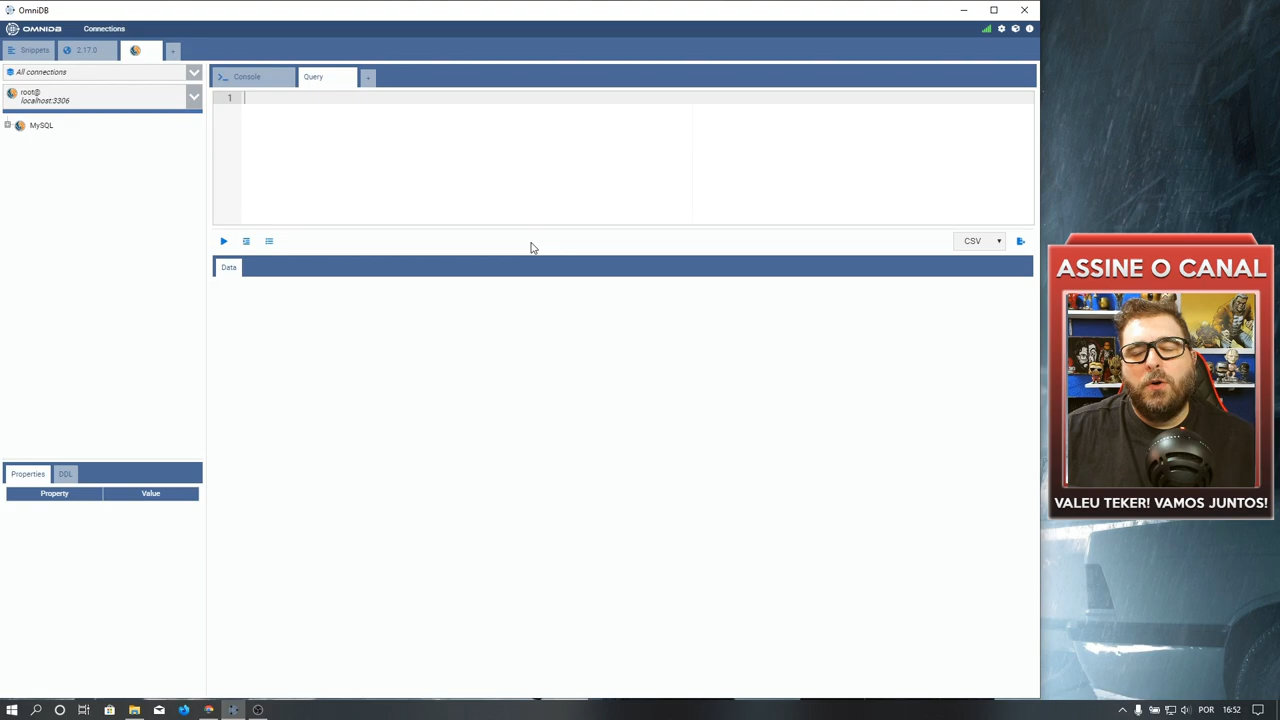 OmniDB
OMNIDB Connections
Snippets 2.17.0 +
All connections
root@
localhost:3306
MySQL
Console Query +
1
CSV
Data
Properties DDL
Property Value
ASSINE O CANAL
VALEU TEKER! VAMOS JUNTOS!
POR 16:52